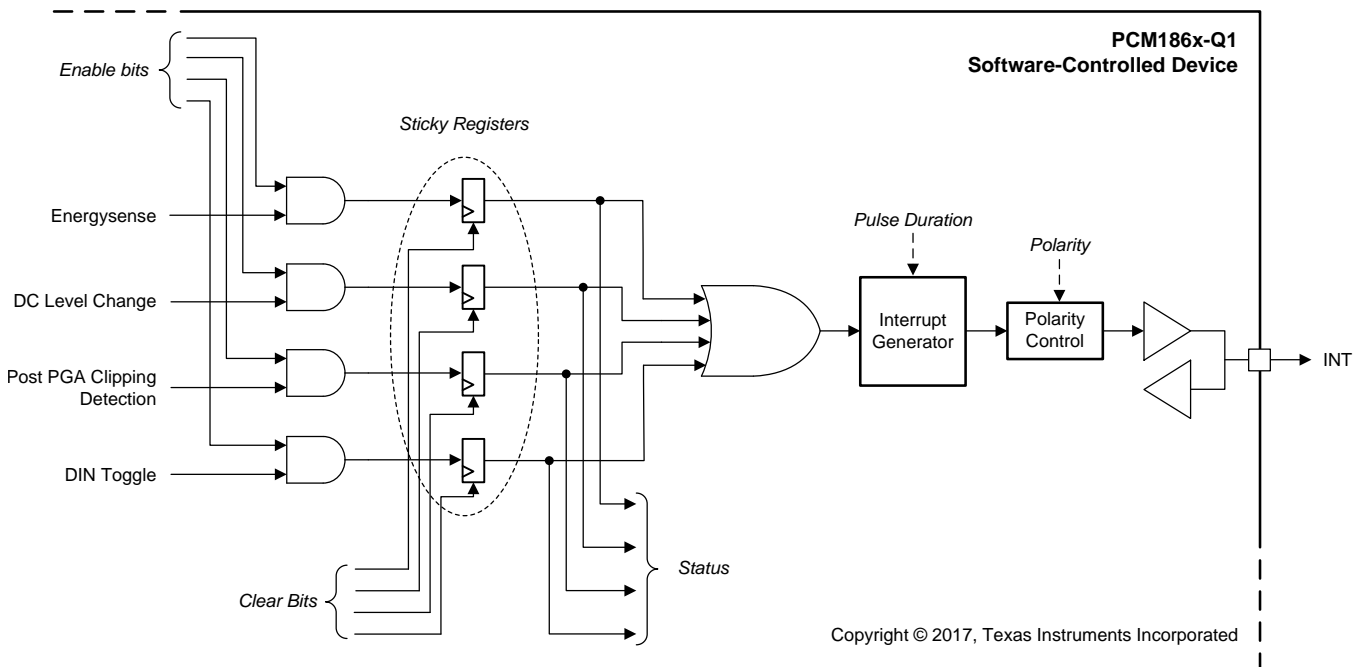 PCM186x-Q1
Software-Controlled Device
Enable bits
Sticky Registers
Energysense
Pulse Duration
Polarity
DC Level Change
Interrupt
Generator
Polarity
Control
INT
Post PGA Clipping
Detection
DIN Toggle
Status
Clear Bits
Copyright © 2017, Texas Instruments Incorporated